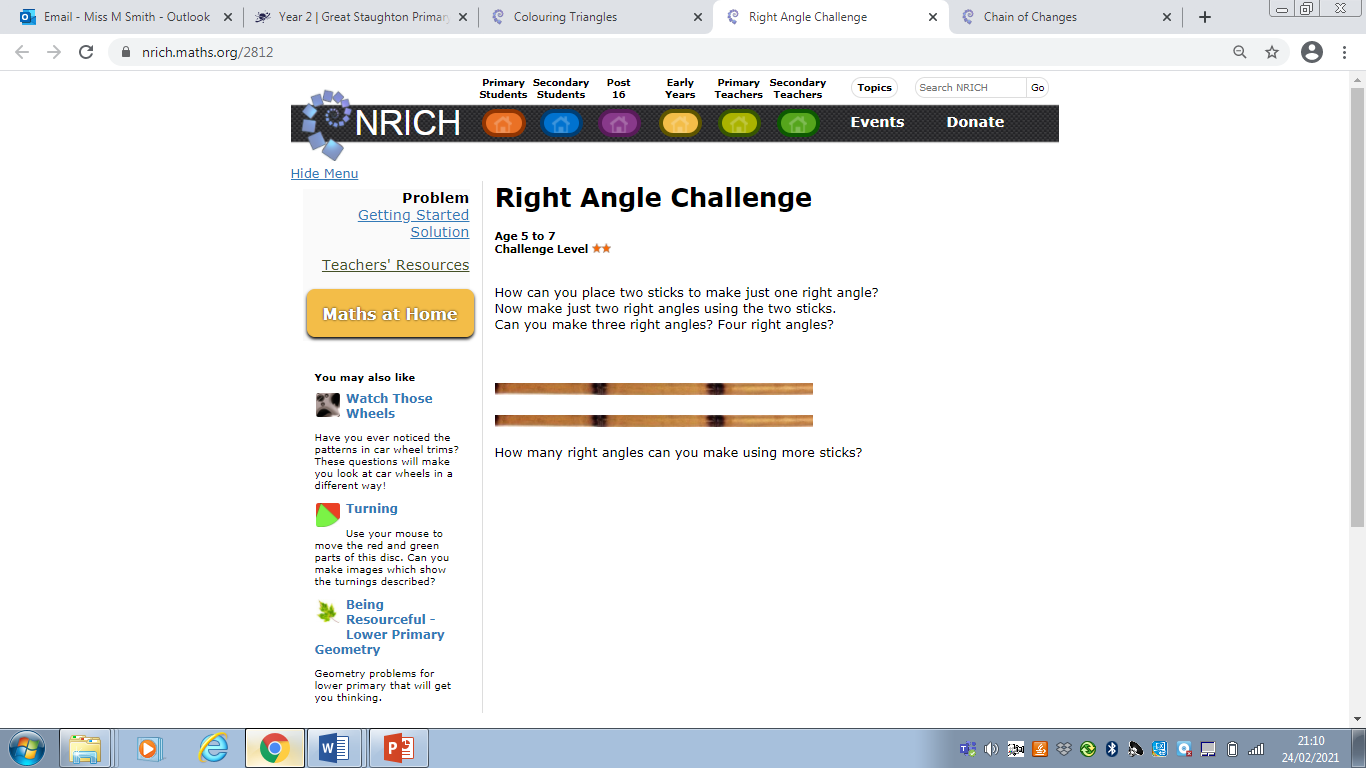 Email - Miss M Smith - Outlook
Year 2 | Great Staughton Primary
Colouring Triangles
Right Angle Challenge
Chain of Changes
nrich.maths.org/2812
Primary Students
Secondary Students
Post 16
Early Years
Primary Teachers
Secondary Teachers
Topics
Search NRICH
Go
NRICH
Events
Donate
Hide Menu
Problem
Getting Started
Solution
Teachers' Resources
Maths at Home
You may also like
Watch Those
Wheels
Have you ever noticed the
patterns in car wheel trims?
These questions will make
you look at car wheels in a
different way!
Turning
Use your mouse to
move the red and green
parts of this disc. Can you
make images which show
the turnings described?
Being
Resourceful -
Lower Primary
Geometry
Geometry problems for
lower primary that will get
you thinking.
Right Angle Challenge
Age 5 to 7
Challenge Level
How can you place two sticks to make just one right angle?
Now make just two right angles using the two sticks.
Can you make three right angles? Four right angles?
How many right angles can you make using more sticks?
21:10
24/02/2021